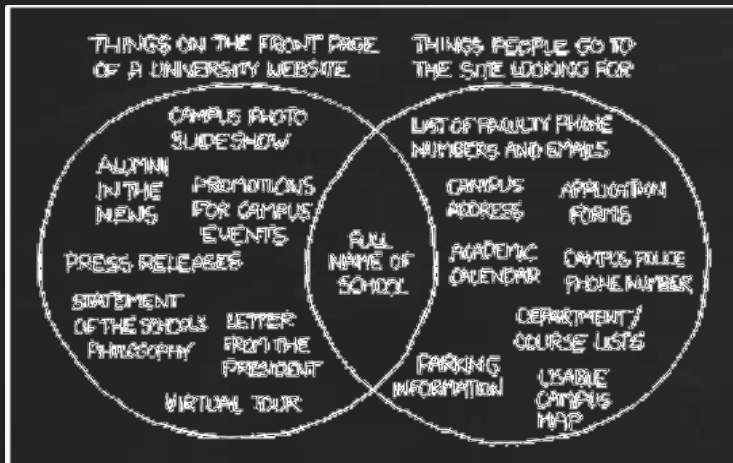 THINGS ON THE FRONT PAGE
OF A UNIVERSITY WEBSITE
THINGS PEOPLE GO TO
THE SITE LOOKING FOR
CAMPUS PHOTO
SLIDESHOW
ALUMNI
IN THE
NEWS
PROMOTIONS
FOR CAMPUS
EVENTS
PRESS RELEASES
STATEMENT
OF THE SCHOOL'S
PHILOSOPHY
LETTER
FROM THE
PRESIDENT
VIRTUAL TOUR
FULL
NAME OF
SCHOOL
LIST OF FACULTY PHONE
NUMBERS AND EMAILS
CAMPUS
ADDRESS
APPLICATION
FORMS
ACADEMIC
CALENDAR
CAMPUS POLICE
PHONE NUMBER
DEPARTMENT/
COURSE LISTS
PARKING
INFORMATION
USABLE
CAMPUS
MAP